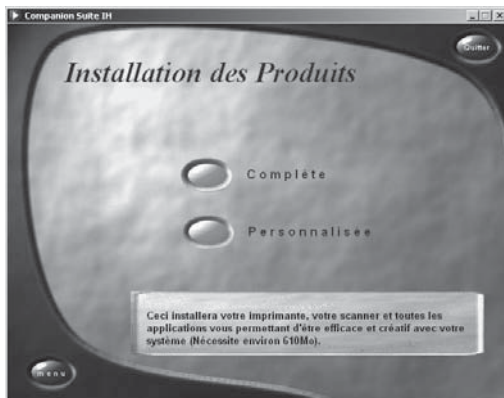 Companion Suite IH
Quitter
Installation des Produits
Complète
Personnalisée
Ceci installera votre imprimante, votre scanner et toutes les
applications vous permettant d'être efficace et créatif avec votre
système (Nécessite environ 610Mo).
menu